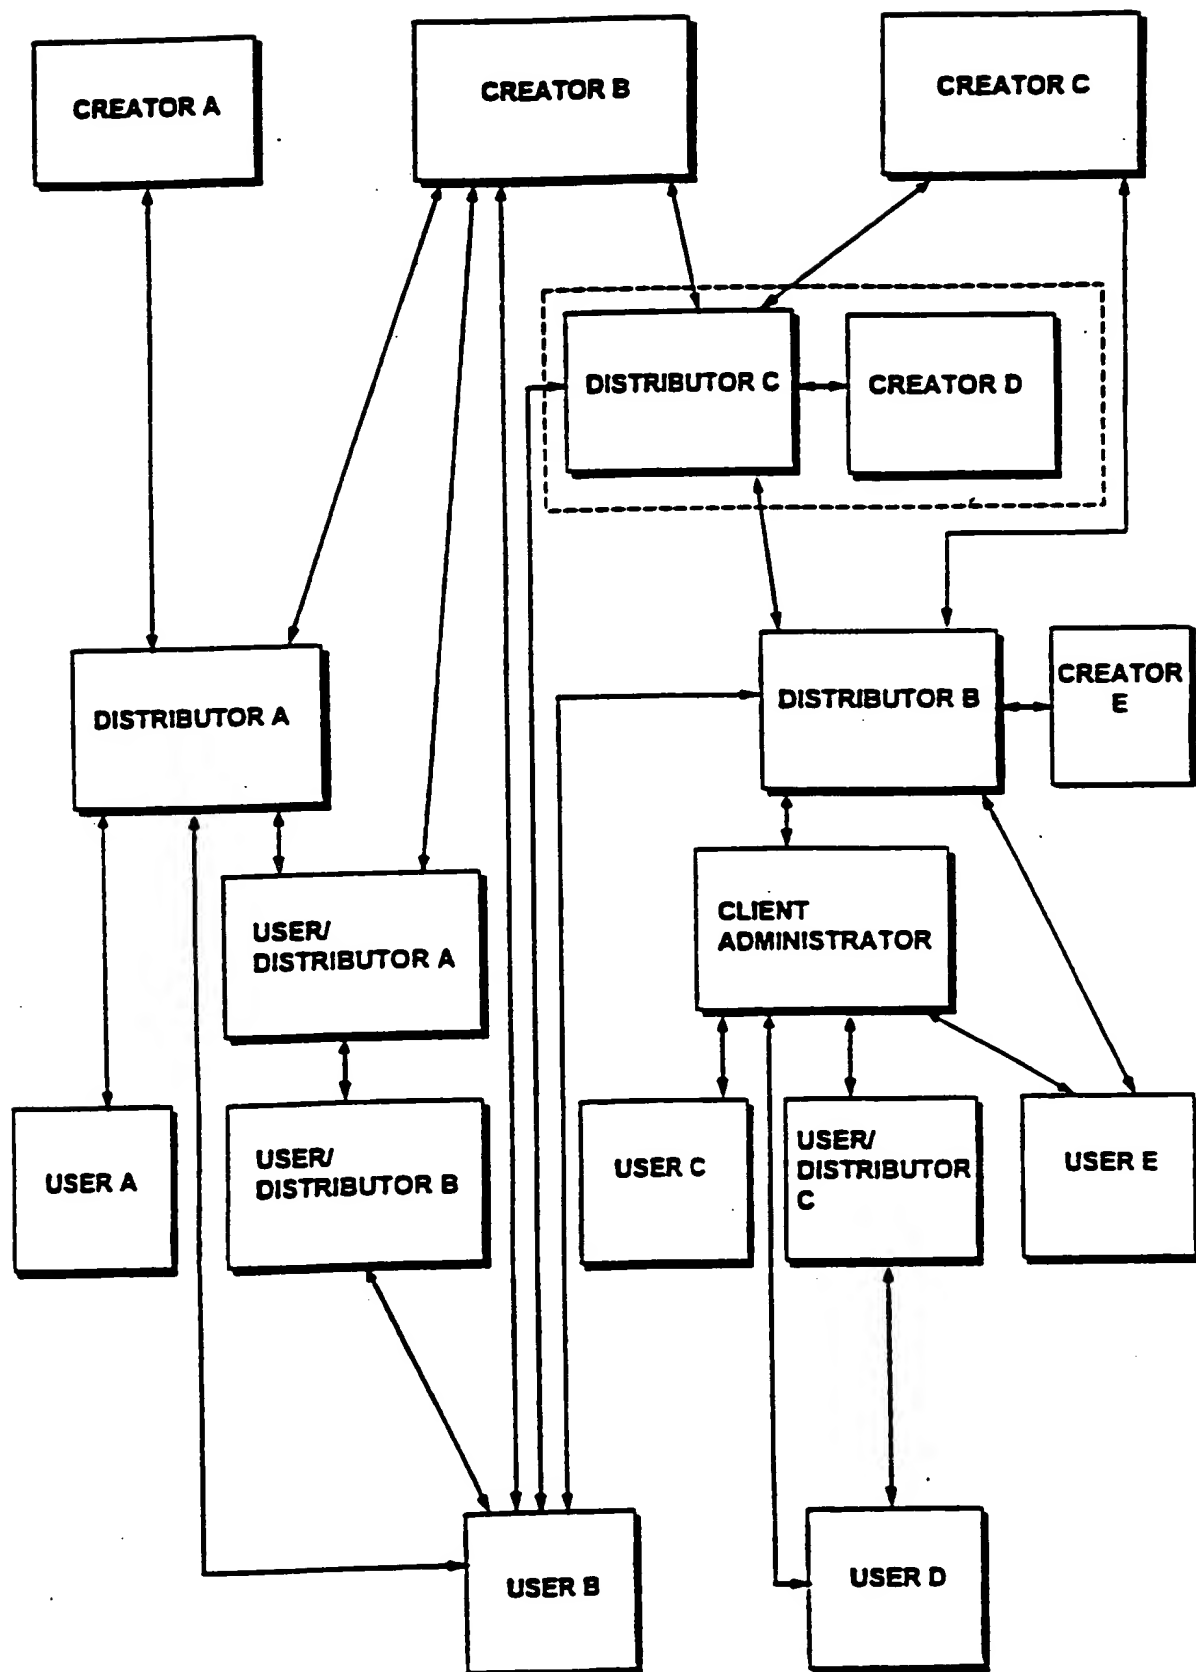 CREATOR A
CREATOR B
CREATOR C
DISTRIBUTOR C
CREATOR D
DISTRIBUTOR A
DISTRIBUTOR B
CREATOR
E
USER/
DISTRIBUTOR A
CLIENT
ADMINISTRATOR
USER A
USER/
DISTRIBUTOR B
USER C
USER/
DISTRIBUTOR
C
USER E
USER B
USER D